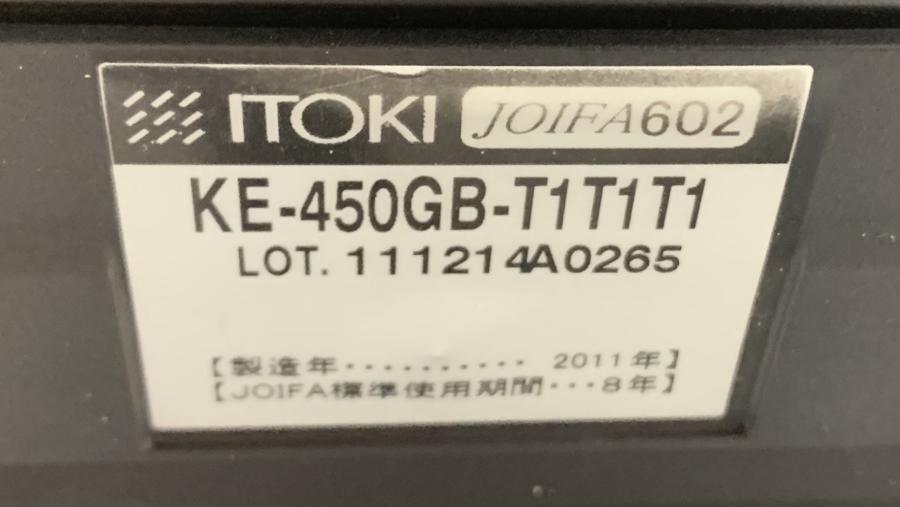 ITOKI JOIFA602
KE-450GB-T1T1T1
LOT. 111214A0265
【製造年・・・・・・・・・・ 2011年】
【JOIFA標準使用期間・・・8年】